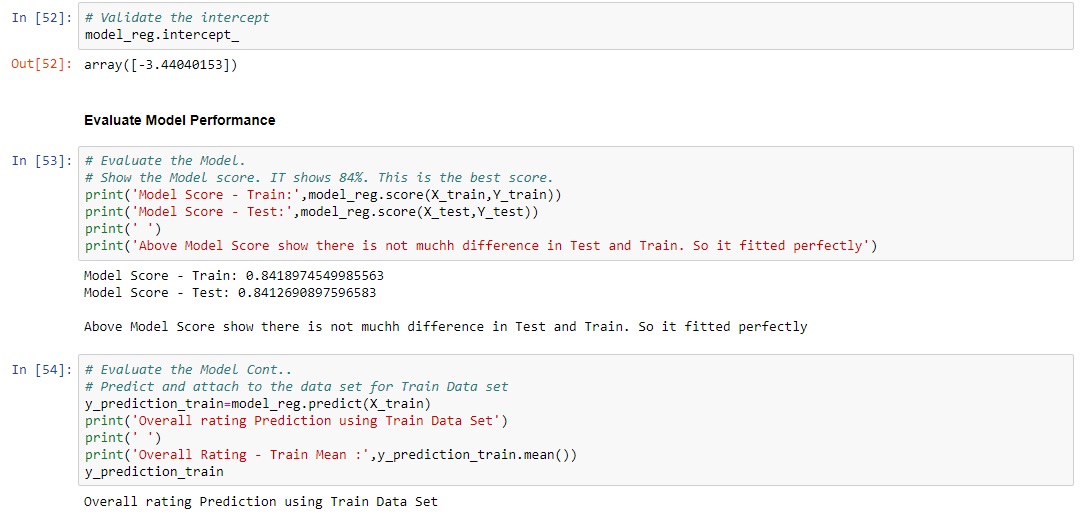 In [52]: # Validate the intercept
model_reg.intercept_
Out[52]: array([-3.44040153])
Evaluate Model Performance
In [53]: # Evaluate the Model.
# Show the Model score. IT shows 84%. This is the best score.
print('Model Score - Train:',model_reg.score(X_train,Y_train))
print('Model Score - Test:',model_reg.score(X_test,Y_test))
print(' ')
print('Above Model Score show there is not muchh difference in Test and Train. So it fitted perfectly')
Model Score - Train: 0.8418974549985563
Model Score - Test: 0.8412690897596583
Above Model Score show there is not muchh difference in Test and Train. So it fitted perfectly
In [54]: # Evaluate the Model Cont..
# Predict and attach to the data set for Train Data set
y_prediction_train=model_reg.predict(X_train)
print('Overall rating Prediction using Train Data Set')
print(' ')
print('Overall Rating - Train Mean :',y_prediction_train.mean())
y_prediction_train
Overall rating Prediction using Train Data Set